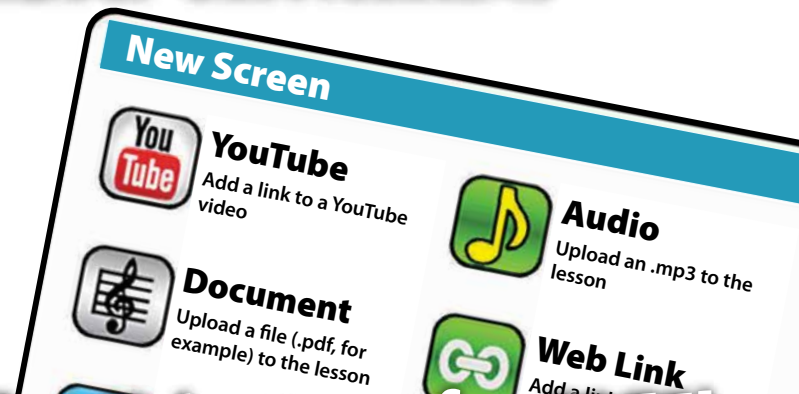 New Screen
You
Tube
YouTube
Add a link to a YouTube
video
Audio
Upload an .mp3 to the
lesson
Document
Upload a file (.pdf, for
example) to the lesson
Web Link
Add a